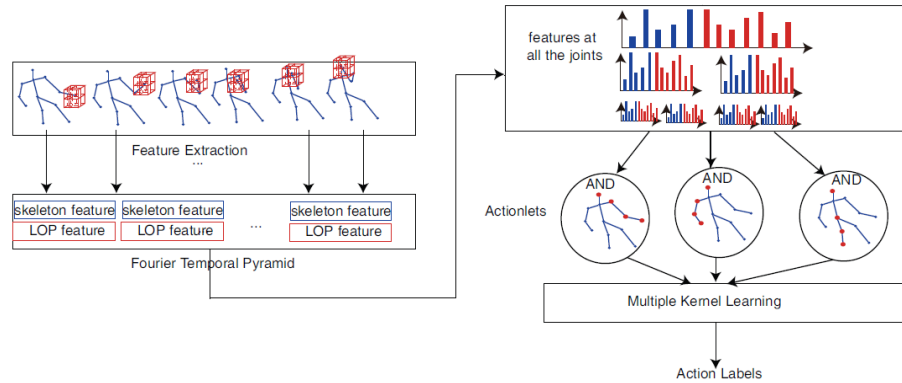 Feature Extraction
...
skeleton feature
skeleton feature
skeleton feature
LOP feature
LOP feature
...
LOP feature
Fourier Temporal Pyramid
features at
all the joints
AND
AND
AND
Actionlets
Multiple Kernel Learning
Action Labels